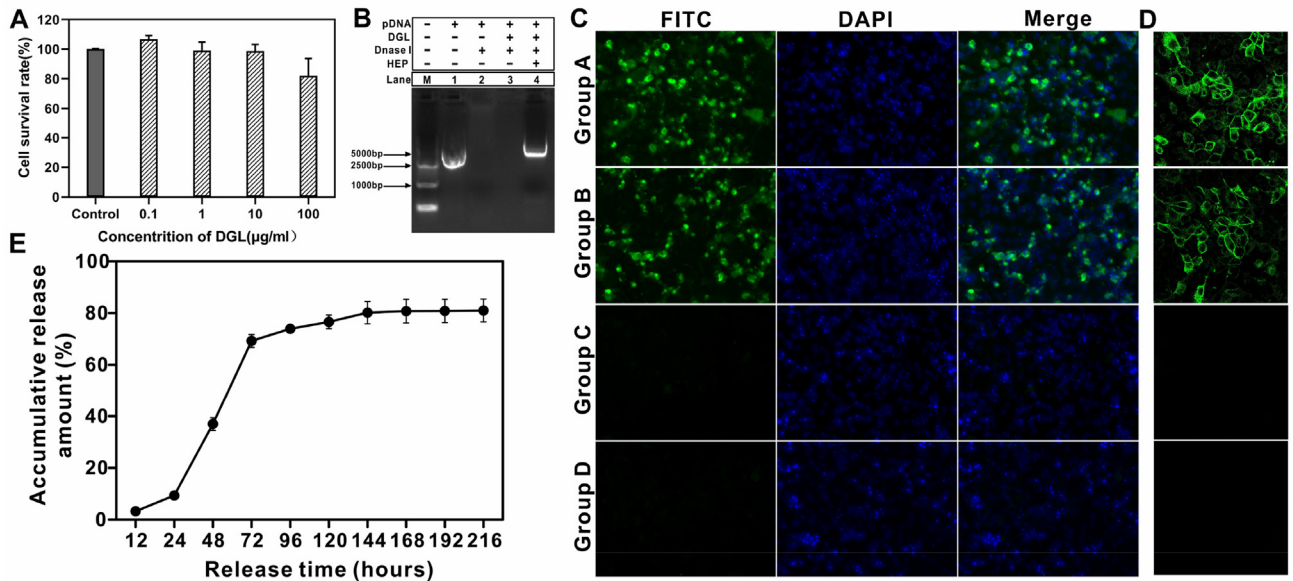 A
Cell survival rate(%)
120
100
80
60
40
20
0
Control 0.1 1 10 100
Concentrition of DGL(μg/ml）
B
pDNA – + + + +
DGL – – – + +
Dnase I – – + + +
HEP – – – – +
Lane M 1 2 3 4
5000bp
2500bp
1000bp
C
FITC DAPI Merge
Group A
Group B
Group C
Group D
D
E
Accumulative release
amount (%)
100
80
60
40
20
0
12 24 48 72 96 120 144 168 192 216
Release time (hours)